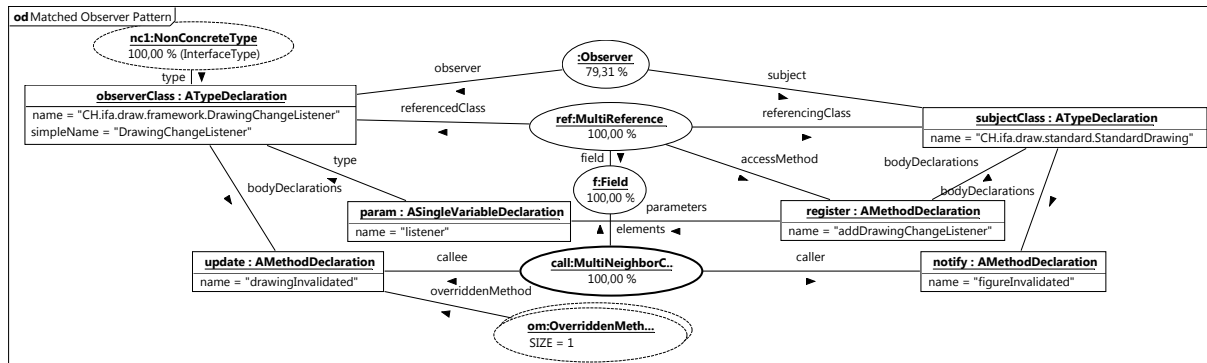 od Matched Observer Pattern
nc1:NonConcreteType
100,00 % (InterfaceType)
:Observer
79,31 %
type
observer
subject
observerClass : ATypeDeclaration
name = "CH.ifa.draw.framework.DrawingChangeListener"
simpleName = "DrawingChangeListener"
referencedClass
ref:MultiReference
100,00 %
referencingClass
subjectClass : ATypeDeclaration
name = "CH.ifa.draw.standard.StandardDrawing"
field
accessMethod
type
bodyDeclarations
bodyDeclarations
bodyDeclarations
f:Field
100,00 %
param : ASingleVariableDeclaration
name = "listener"
parameters
register : AMethodDeclaration
name = "addDrawingChangeListener"
elements
update : AMethodDeclaration
name = "drawingInvalidated"
callee
call:MultiNeighborC..
100,00 %
caller
notify : AMethodDeclaration
name = "figureInvalidated"
overriddenMethod
om:OverriddenMeth...
SIZE = 1